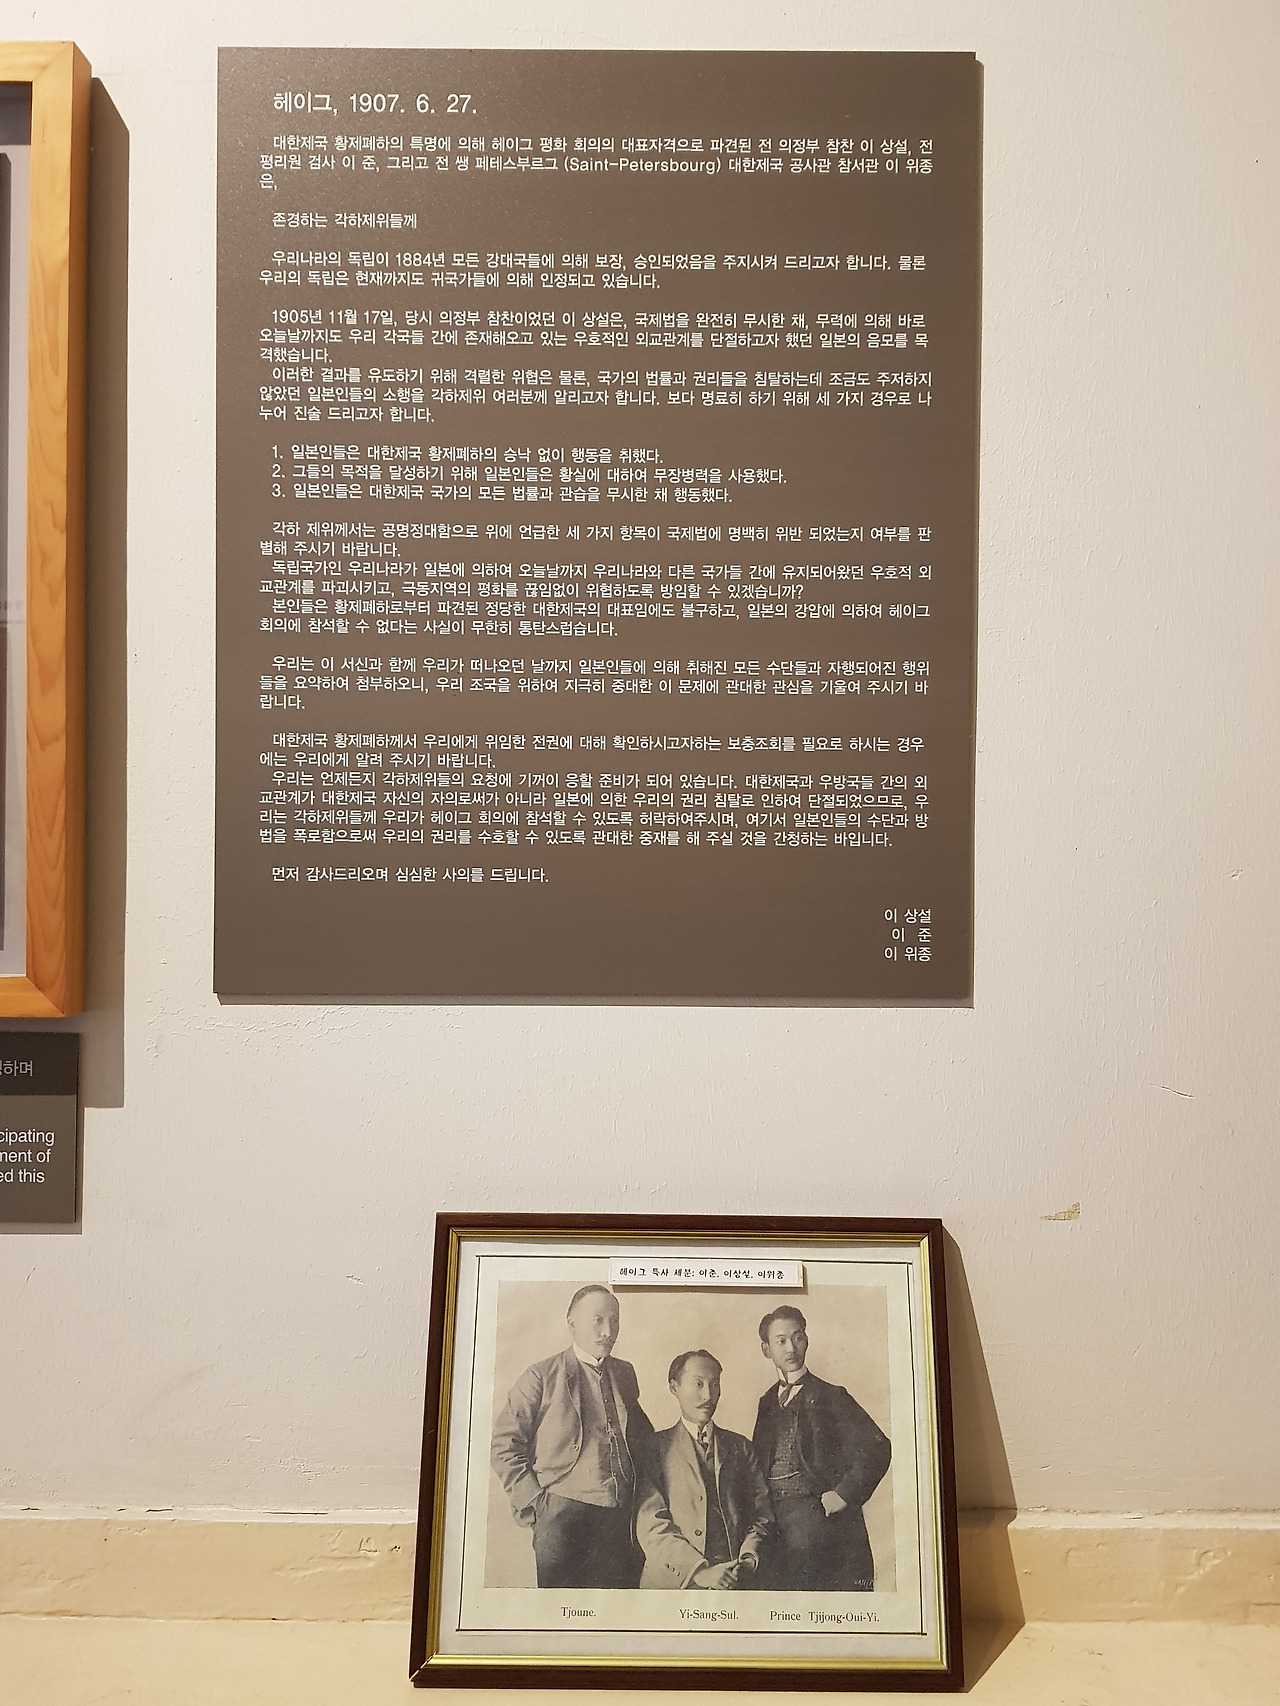 헤이그, 1907. 6. 27.
대한제국 황제폐하의 특명에 의해 헤이그 평화 회의의 대표자격으로 파견된 전 의정부 참찬 이 상설, 전
평리원 검사 이 준, 그리고 전 쌩 페테스부르그 (Saint-Petersbourg) 대한제국 공사관 참서관 이 위종
은,
존경하는 각하제위들께
우리나라의 독립이 1884년 모든 강대국들에 의해 보장, 승인되었음을 주지시켜 드리고자 합니다. 물론
우리의 독립은 현재까지도 귀국가들에 의해 인정되고 있습니다.
1905년 11월 17일, 당시 의정부 참찬이었던 이 상설은, 국제법을 완전히 무시한 채, 무력에 의해 바로
오늘날까지도 우리 각국들 간에 존재해오고 있는 우호적인 외교관계를 단절하고자 했던 일본의 음모를 목
격했습니다.
이러한 결과를 유도하기 위해 격렬한 위협은 물론, 국가의 법률과 권리들을 침탈하는데 조금도 주저하지
않았던 일본인들의 소행을 각하제위 여러분께 알리고자 합니다. 보다 명료히 하기 위해 세 가지 경우로 나
누어 진술 드리고자 합니다.
1. 일본인들은 대한제국 황제폐하의 승낙 없이 행동을 취했다.
2. 그들의 목적을 달성하기 위해 일본인들은 황실에 대하여 무장병력을 사용했다.
3. 일본인들은 대한제국 국가의 모든 법률과 관습을 무시한 채 행동했다.
각하 제위께서는 공명정대함으로 위에 언급한 세 가지 항목이 국제법에 명백히 위반 되었는지 여부를 판
별해 주시기 바랍니다.
독립국가인 우리나라가 일본에 의하여 오늘날까지 우리나라와 다른 국가들 간에 유지되어왔던 우호적 외
교관계를 파괴시키고, 극동지역의 평화를 끊임없이 위협하도록 방임할 수 있겠습니까?
본인들은 황제폐하로부터 파견된 정당한 대한제국의 대표임에도 불구하고, 일본의 강압에 의하여 헤이그
회의에 참석할 수 없다는 사실이 무한히 통탄스럽습니다.
우리는 이 서신과 함께 우리가 떠나오던 날까지 일본인들에 의해 취해진 모든 수단들과 자행되어진 행위
들을 요약하여 첨부하오니, 우리 조국을 위하여 지극히 중대한 이 문제에 관대한 관심을 기울여 주시기 바
랍니다.
대한제국 황제폐하께서 우리에게 위임한 전권에 대해 확인하시고자하는 보충조회를 필요로 하시는 경우
에는 우리에게 알려 주시기 바랍니다.
우리는 언제든지 각하제위들의 요청에 기꺼이 응할 준비가 되어 있습니다. 대한제국과 우방국들 간의 외
교관계가 대한제국 자신의 자의로써가 아니라 일본에 의한 우리의 권리 침탈로 인하여 단절되었으므로, 우
리는 각하제위들께 우리가 헤이그 회의에 참석할 수 있도록 허락하여주시며, 여기서 일본인들의 수단과 방
법을 폭로함으로써 우리의 권리를 수호할 수 있도록 관대한 중재를 해 주실 것을 간청하는 바입니다.
먼저 감사드리오며 심심한 사의를 드립니다.
이 상설
이 준
이 위종
하며
cipating
ment of
ed this
헤이그 특사 세분: 이준, 이상설, 이위종
Tjoune. Yi-Sang-Sul. Prince Tjijong-Oui-Yi.